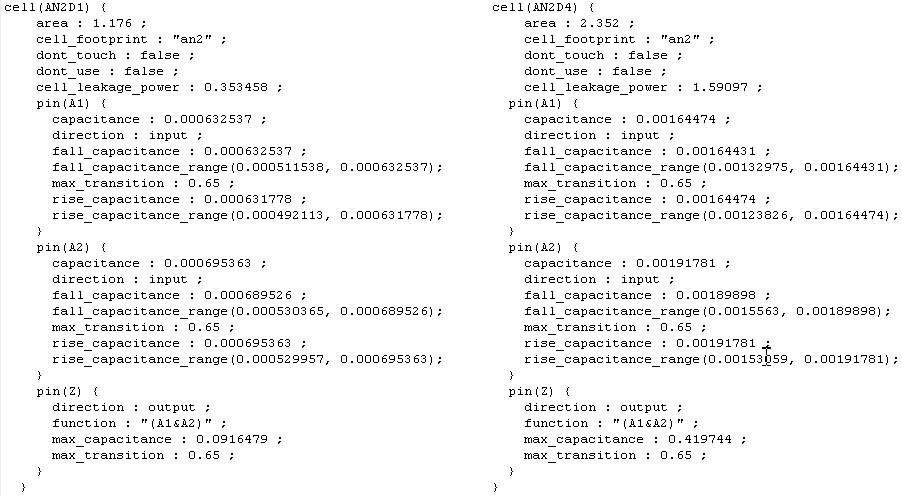 cell(AN2D1) {
area : 1.176 ;
cell_footprint : "an2" ;
dont_touch : false ;
dont_use : false ;
cell_leakage_power : 0.353458 ;
pin(A1) {
capacitance : 0.000632537 ;
direction : input ;
fall_capacitance : 0.000632537 ;
fall_capacitance_range(0.000511538, 0.000632537);
max_transition : 0.65 ;
rise_capacitance : 0.000631778 ;
rise_capacitance_range(0.000492113, 0.000631778);
}
pin(A2) {
capacitance : 0.000695363 ;
direction : input ;
fall_capacitance : 0.000689526 ;
fall_capacitance_range(0.000530365, 0.000689526);
max_transition : 0.65 ;
rise_capacitance : 0.000695363 ;
rise_capacitance_range(0.000529957, 0.000695363);
}
pin(Z) {
direction : output ;
function : "(A1&A2)" ;
max_capacitance : 0.0916479 ;
max_transition : 0.65 ;
}
}
cell(AN2D4) {
area : 2.352 ;
cell_footprint : "an2" ;
dont_touch : false ;
dont_use : false ;
cell_leakage_power : 1.59097 ;
pin(A1) {
capacitance : 0.00164474 ;
direction : input ;
fall_capacitance : 0.00164431 ;
fall_capacitance_range(0.00132975, 0.00164431);
max_transition : 0.65 ;
rise_capacitance : 0.00164474 ;
rise_capacitance_range(0.00123826, 0.00164474);
}
pin(A2) {
capacitance : 0.00191781 ;
direction : input ;
fall_capacitance : 0.00189898 ;
fall_capacitance_range(0.0015563, 0.00189898);
max_transition : 0.65 ;
rise_capacitance : 0.00191781 ;
rise_capacitance_range(0.00153059, 0.00191781);
}
pin(Z) {
direction : output ;
function : "(A1&A2)" ;
max_capacitance : 0.419744 ;
max_transition : 0.65 ;
}
}